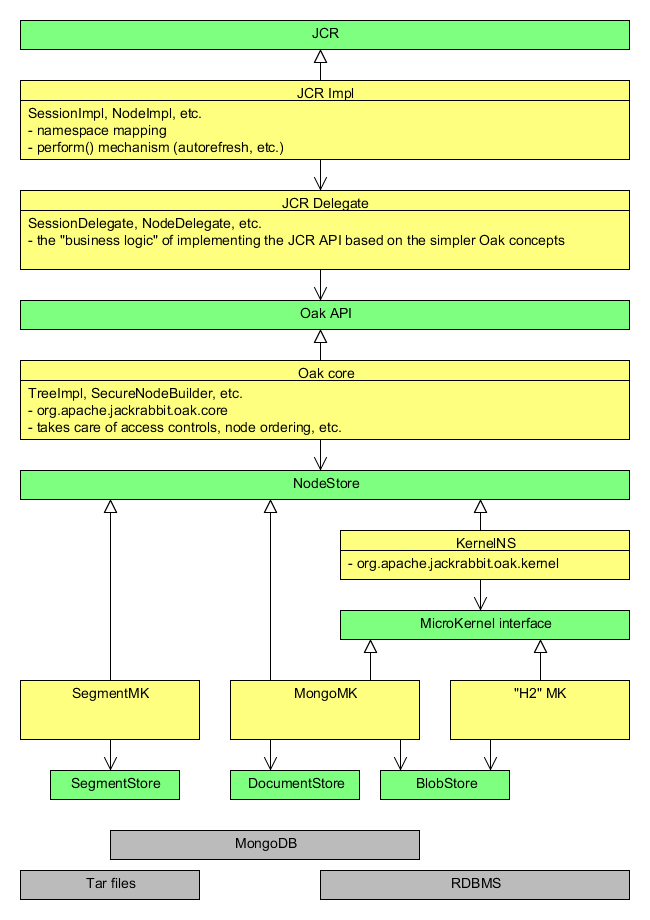 JCR
JCR Impl
SessionImpl, NodeImpl, etc.
- namespace mapping
- perform() mechanism (autorefresh, etc.)
JCR Delegate
SessionDelegate, NodeDelegate, etc.
- the "business logic" of implementing the JCR API based on the simpler Oak concepts
Oak API
Oak core
TreeImpl, SecureNodeBuilder, etc.
- org.apache.jackrabbit.oak.core
- takes care of access controls, node ordering, etc.
NodeStore
KernelNS
- org.apache.jackrabbit.oak.kernel
MicroKernel interface
SegmentMK
MongoMK
"H2" MK
SegmentStore
DocumentStore
BlobStore
MongoDB
Tar files
RDBMS